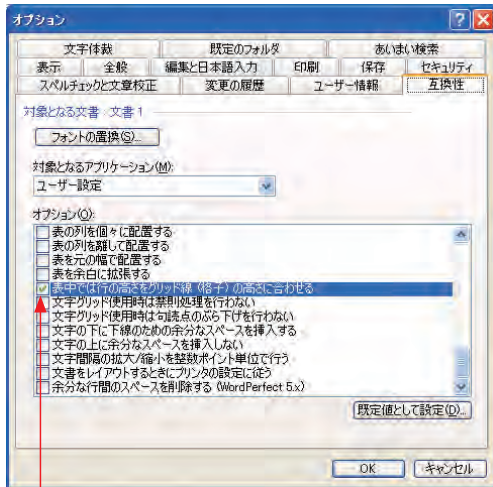 オプション
文字体裁 既定のフォルダ あいまい検索
表示 全般 編集と日本語入力 印刷 保存 セキュリティ
スペルチェックと文章校正 変更の履歴 ユーザー情報 互換性
対象となる文書 文書 1
フォントの置換(S)...
対象となるアプリケーション(M):
ユーザー設定
オプション(O):
表の列を個々に配置する
表の列を離して配置する
表を元の幅で配置する
表を余白に拡張する
表中では行の高さをグリッド線 (格子) の高さに合わせる
文字グリッド使用時は禁則処理を行わない
文字グリッド使用時は句読点のぶら下げを行わない
文字の下に下線のための余分なスペースを挿入する
文字の上に余分なスペースを挿入しない
文字間隔の拡大/縮小を整数ポイント単位で行う
文書をレイアウトするときにプリンタの設定に従う
余分な行間のスペースを削除する (WordPerfect 5.x)
既定値として設定(D)...
OK キャンセル